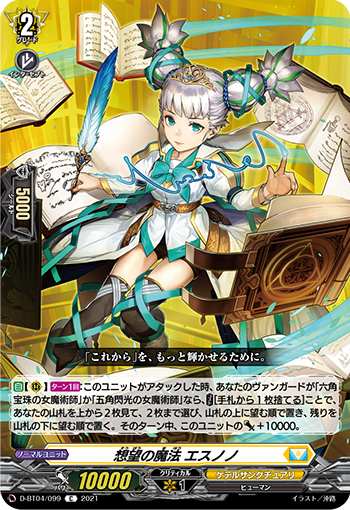 2
グレード
インターセプト
5000
シールド
「これから」を、もっと輝かせるために。
自【R】ターン1回:このユニットがアタックした時、あなたのヴァンガードが「六角
宝珠の女魔術師」か「五角閃光の女魔術師」なら、【手札から1枚捨てる】ことで、
あなたの山札を上から2枚見て、2枚まで選び、山札の上に望む順で置き、残りを
山札の下に望む順で置く。そのターン中、このユニットの+10000。
ノーマルユニット
想望の魔法 エスノノ
パワー
10000
クリティカル
1
ケテルサンクチュアリ
ヒューマン
D-BT04/099 C 2021
イラスト/沖路